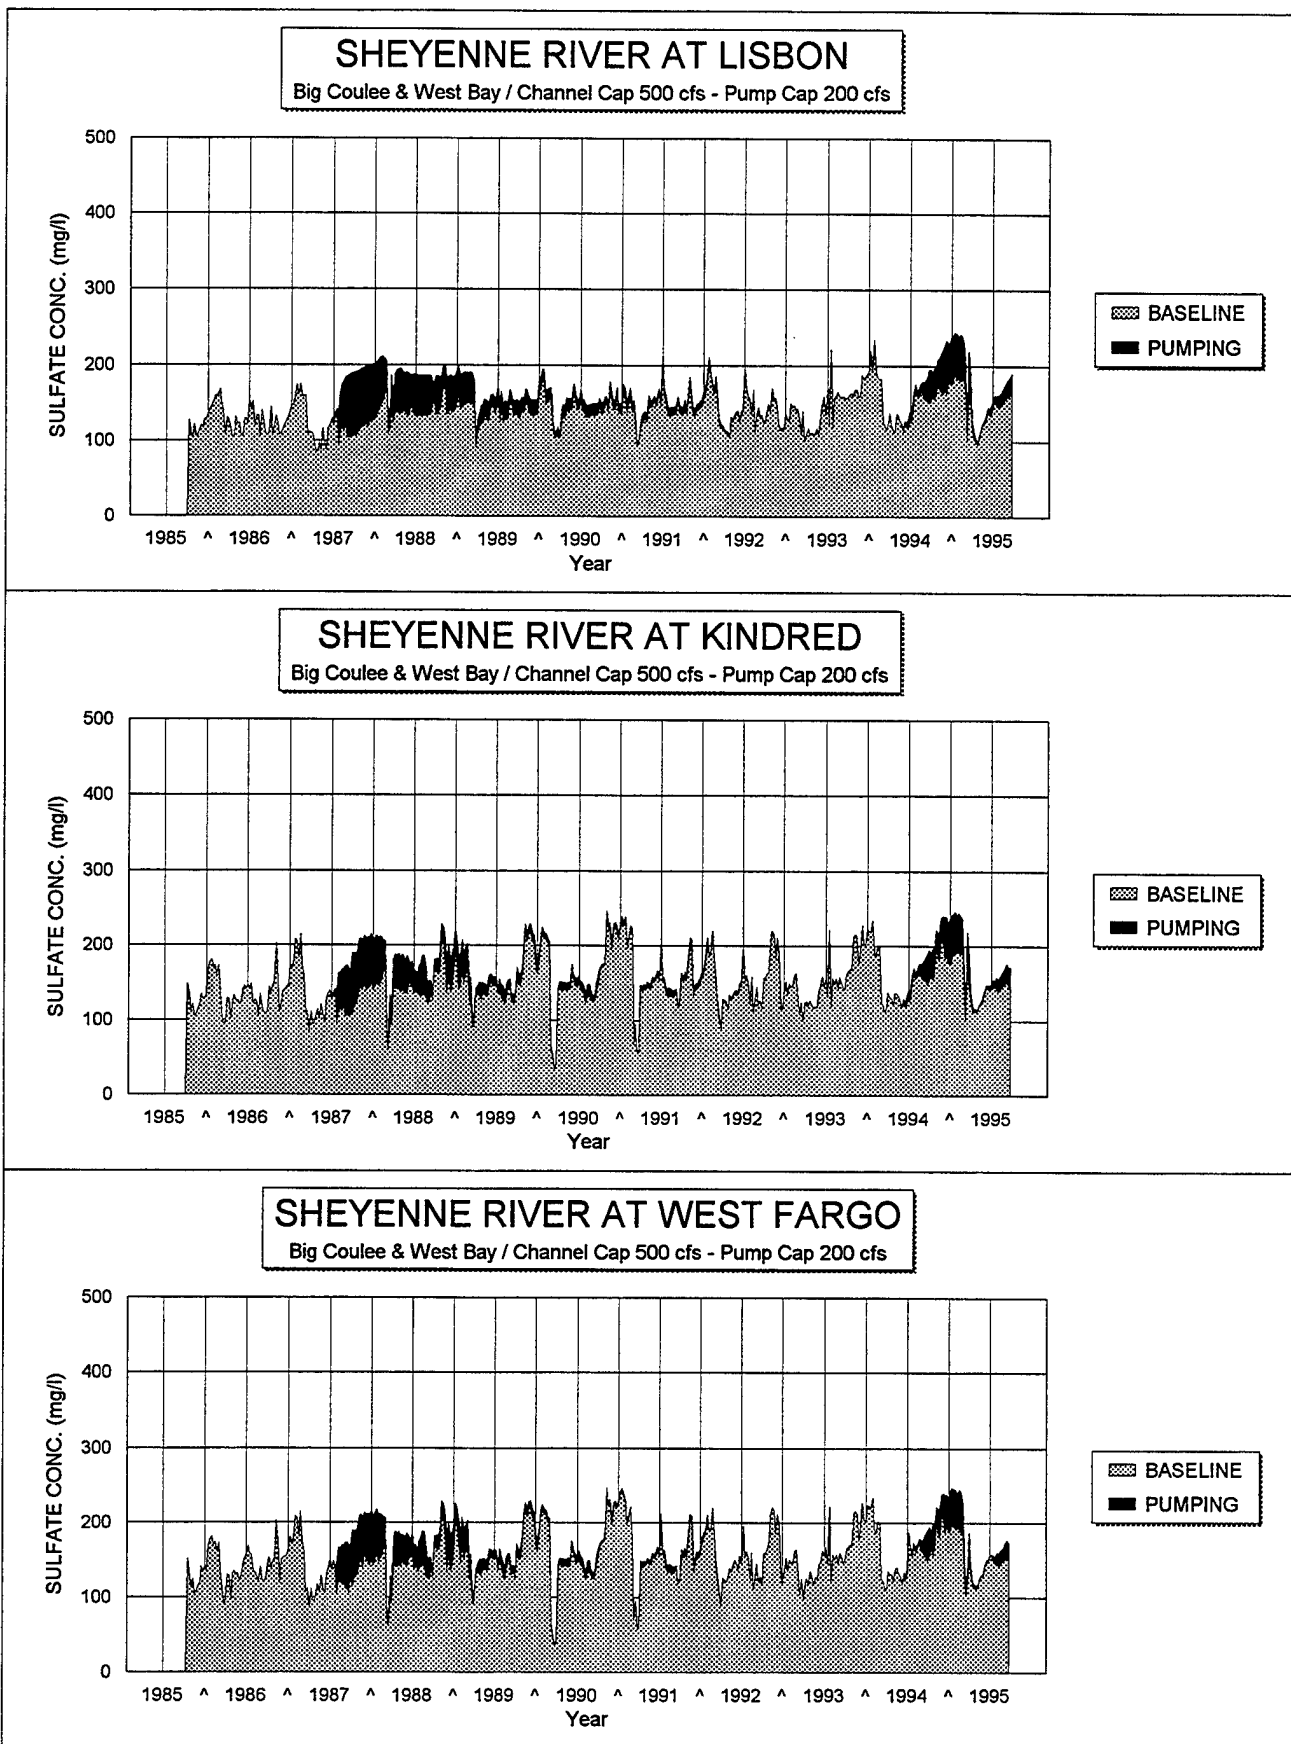 SHEYENNE RIVER AT LISBON
Big Coulee & West Bay / Channel Cap 500 cfs - Pump Cap 200 cfs
500
400
300
200
100
0
SULFATE CONC. (mg/l)
1985 ^ 1986 ^ 1987 ^ 1988 ^ 1989 ^ 1990 ^ 1991 ^ 1992 ^ 1993 ^ 1994 ^ 1995
Year
BASELINE
PUMPING
SHEYENNE RIVER AT KINDRED
Big Coulee & West Bay / Channel Cap 500 cfs - Pump Cap 200 cfs
500
400
300
200
100
0
SULFATE CONC. (mg/l)
1985 ^ 1986 ^ 1987 ^ 1988 ^ 1989 ^ 1990 ^ 1991 ^ 1992 ^ 1993 ^ 1994 ^ 1995
Year
BASELINE
PUMPING
SHEYENNE RIVER AT WEST FARGO
Big Coulee & West Bay / Channel Cap 500 cfs - Pump Cap 200 cfs
500
400
300
200
100
0
SULFATE CONC. (mg/l)
1985 ^ 1986 ^ 1987 ^ 1988 ^ 1989 ^ 1990 ^ 1991 ^ 1992 ^ 1993 ^ 1994 ^ 1995
Year
BASELINE
PUMPING